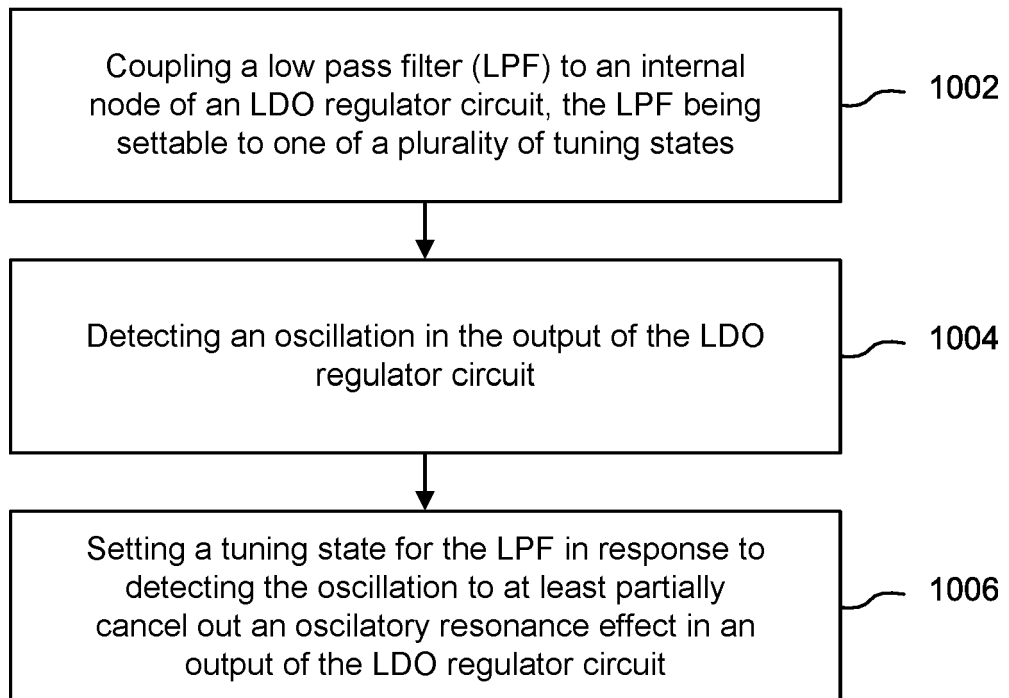 Coupling a low pass filter (LPF) to an internal
node of an LDO regulator circuit, the LPF being
settable to one of a plurality of tuning states
1002
Detecting an oscillation in the output of the LDO
regulator circuit
1004
Setting a tuning state for the LPF in response to
detecting the oscillation to at least partially
cancel out an oscilatory resonance effect in an
output of the LDO regulator circuit
1006